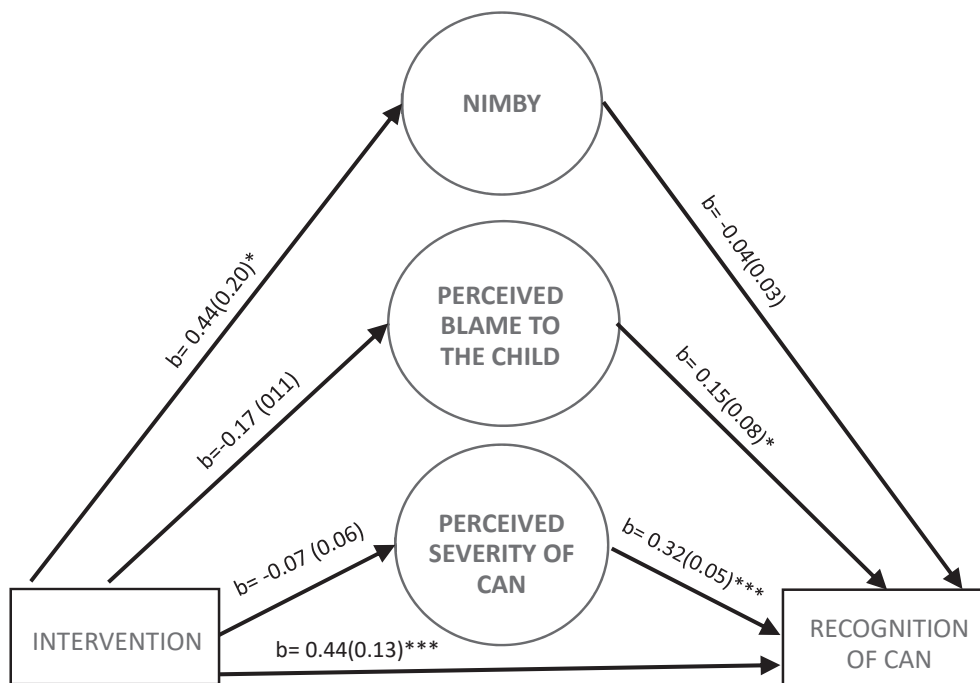 NIMBY
b= 0.44(0.20)*
b= -0.04(0.03)
PERCEIVED
BLAME TO
THE CHILD
b=-0.17 (011)
b= 0.15(0.08)*
PERCEIVED
SEVERITY OF
CAN
b= -0.07 (0.06)
b= 0.32(0.05)***
INTERVENTION
b= 0.44(0.13)***
RECOGNITION
OF CAN